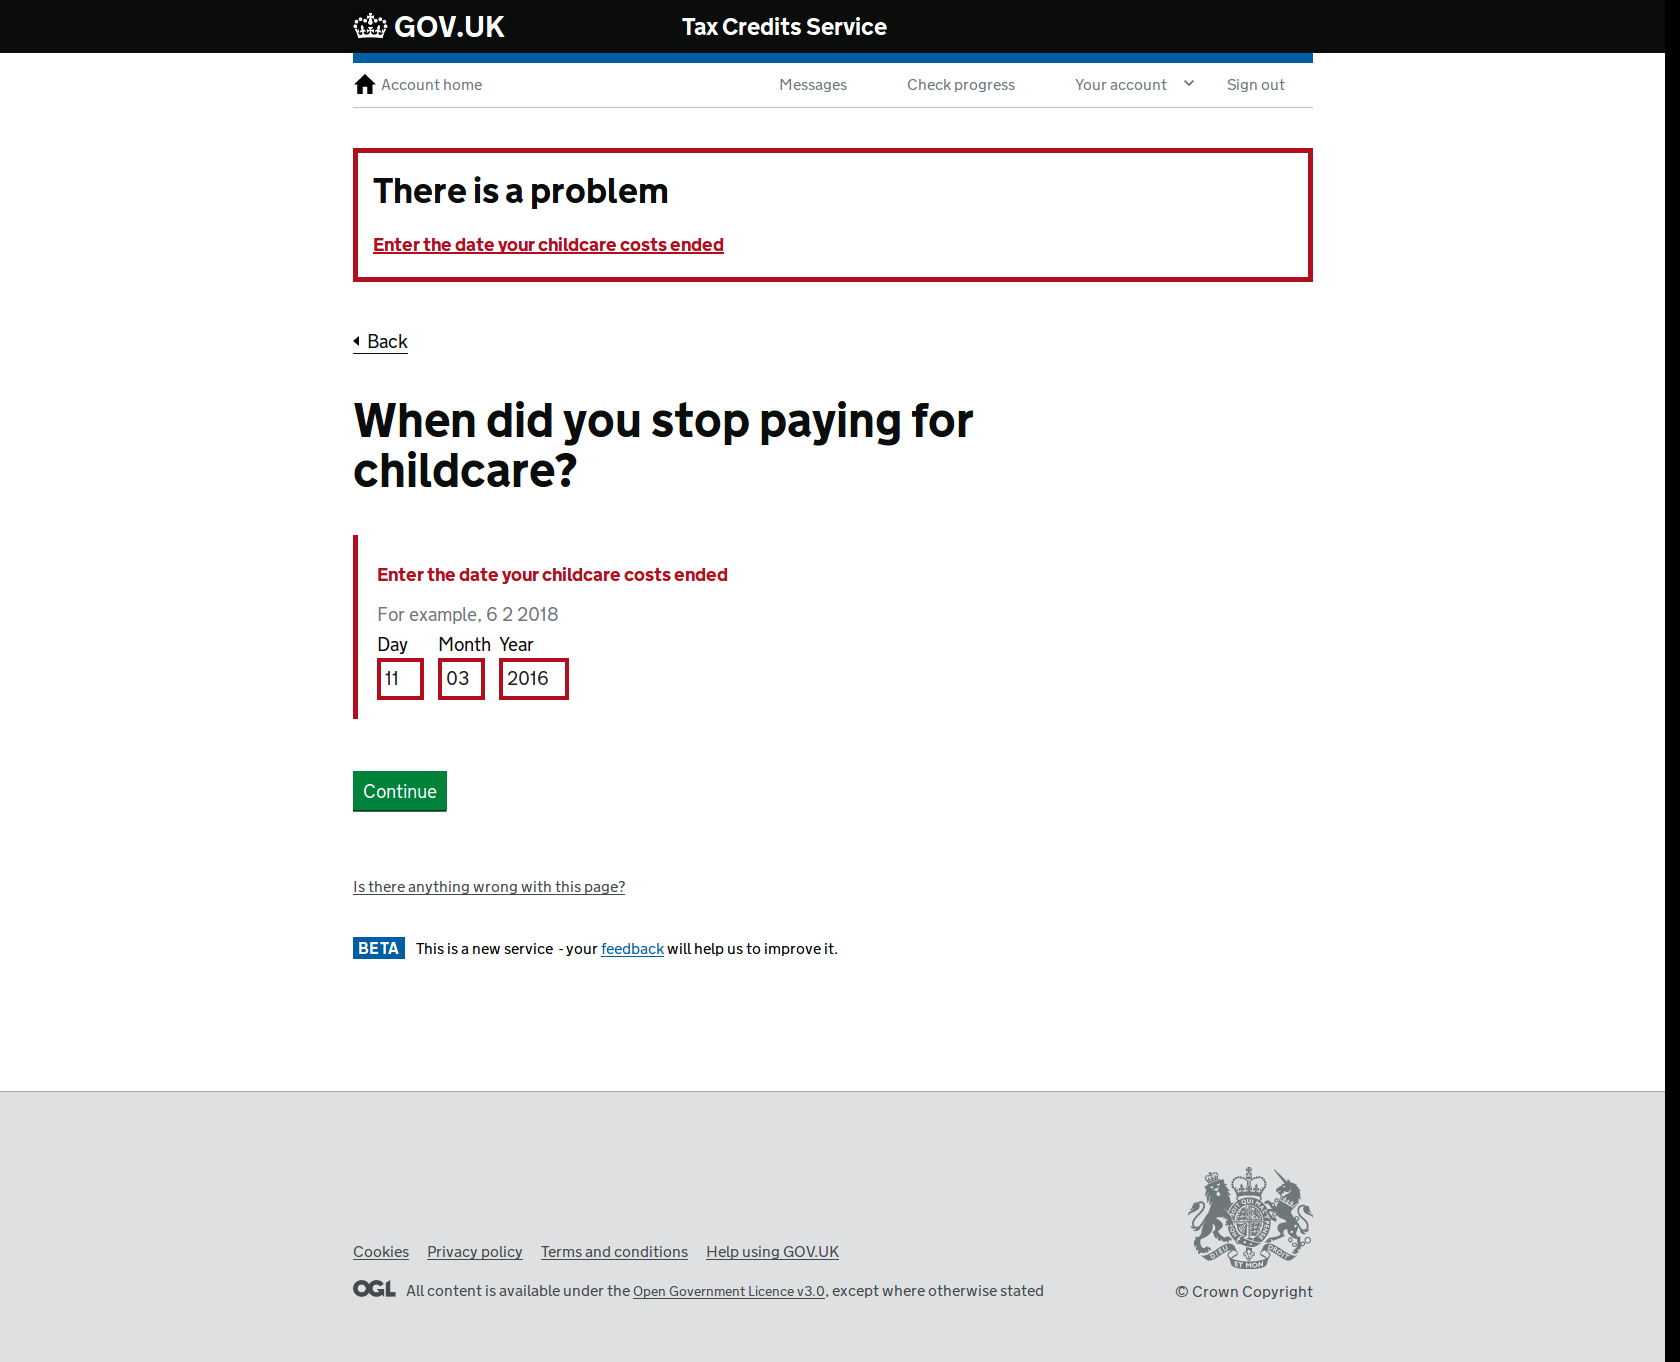 GOV.UK Tax Credits Service
Account home Messages Check progress Your account Sign out
There is a problem
Enter the date your childcare costs ended
Back
When did you stop paying for
childcare?
Enter the date your childcare costs ended
For example, 6 2 2018
Day Month Year
11 03 2016
Continue
Is there anything wrong with this page?
BETA This is a new service - your feedback will help us to improve it.
Cookies Privacy policy Terms and conditions Help using GOV.UK
OGL All content is available under the Open Government Licence v3.0, except where otherwise stated
DIEU ET MON DROIT
© Crown Copyright